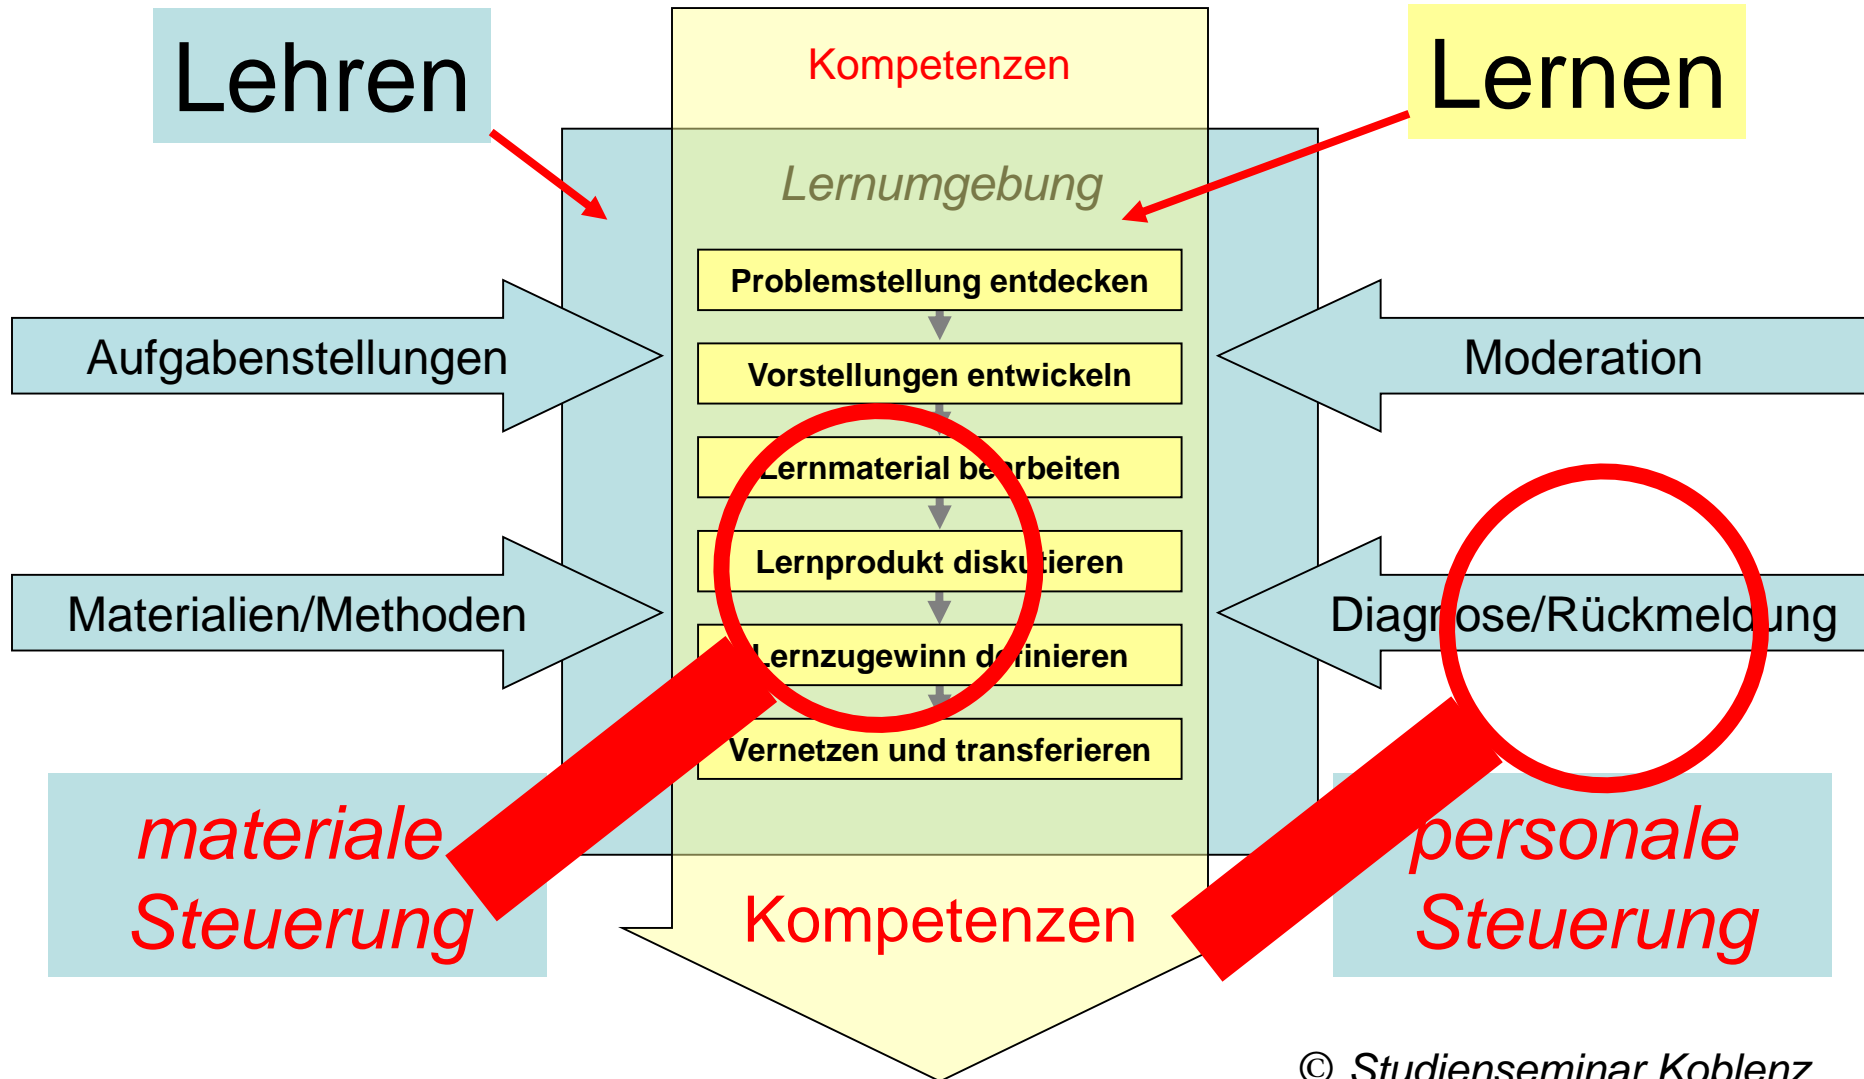 Lehren
Kompetenzen
Lernen
Lernumgebung
Problemstellung entdecken
Aufgabenstellungen
Vorstellungen entwickeln
Moderation
Lernmaterial bearbeiten
Lernprodukt diskutieren
Materialien/Methoden
Diagnose/Rückmeldung
Lernzugewinn definieren
Vernetzen und transferieren
materiale
Steuerung
Kompetenzen
personale
Steuerung
© Studienseminar Koblenz